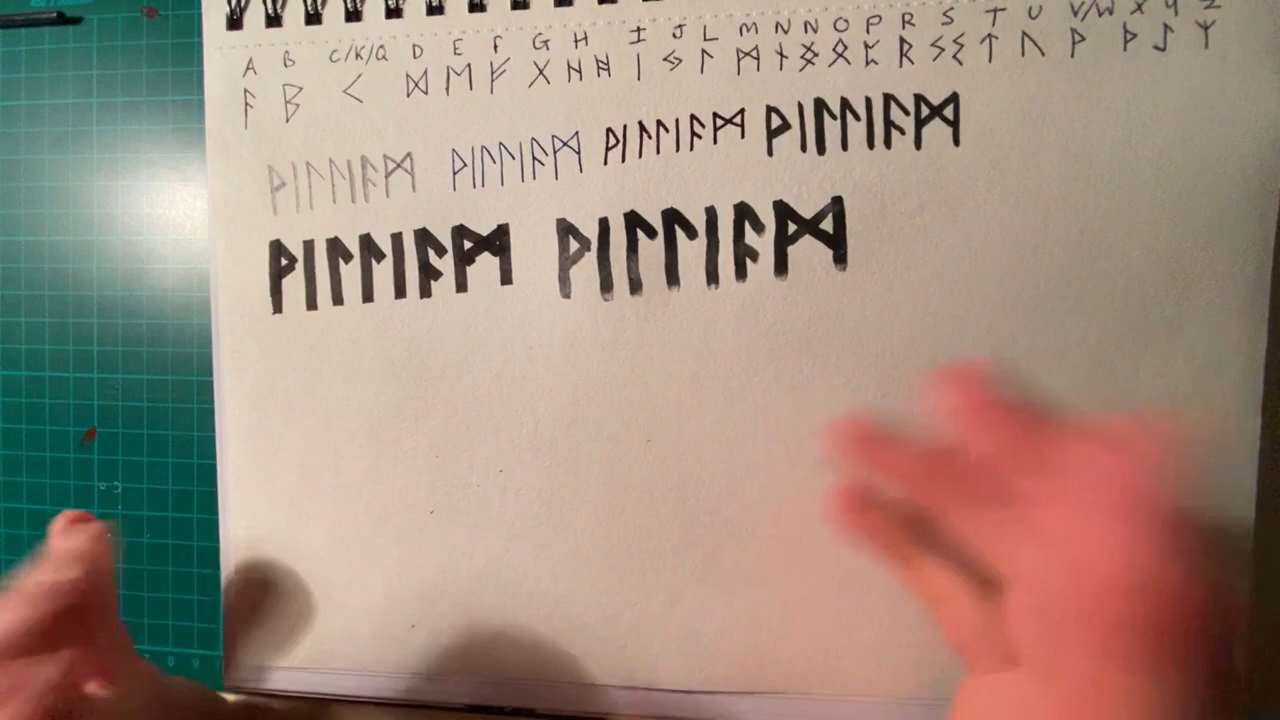 A B C/K/Q D E F G H I J L M N N O P R S T U V/W X Y Z
ᚨ ᛒ ᚲ ᛞ ᛖ ᚠ ᚷ ᚺ ᚻ ᛁ ᛃ ᛚ ᛗ ᚾ ᛝ ᛟ ᛈ ᚱ ᛊ ᛊ ᛏ ᚢ ᚹ ᚦ ᛇ ᛉ
ᚹᛁᛚᛚᛁᚨᛗ ᚹᛁᛚᛚᛁᚨᛗ ᚹᛁᛚᛚᛁᚨᛗ ᚹᛁᛚᛚᛁᚨᛗ
ᚹᛁᛚᛚᛁᚨᛗ ᚹᛁᛚᛚᛁᚨᛗ